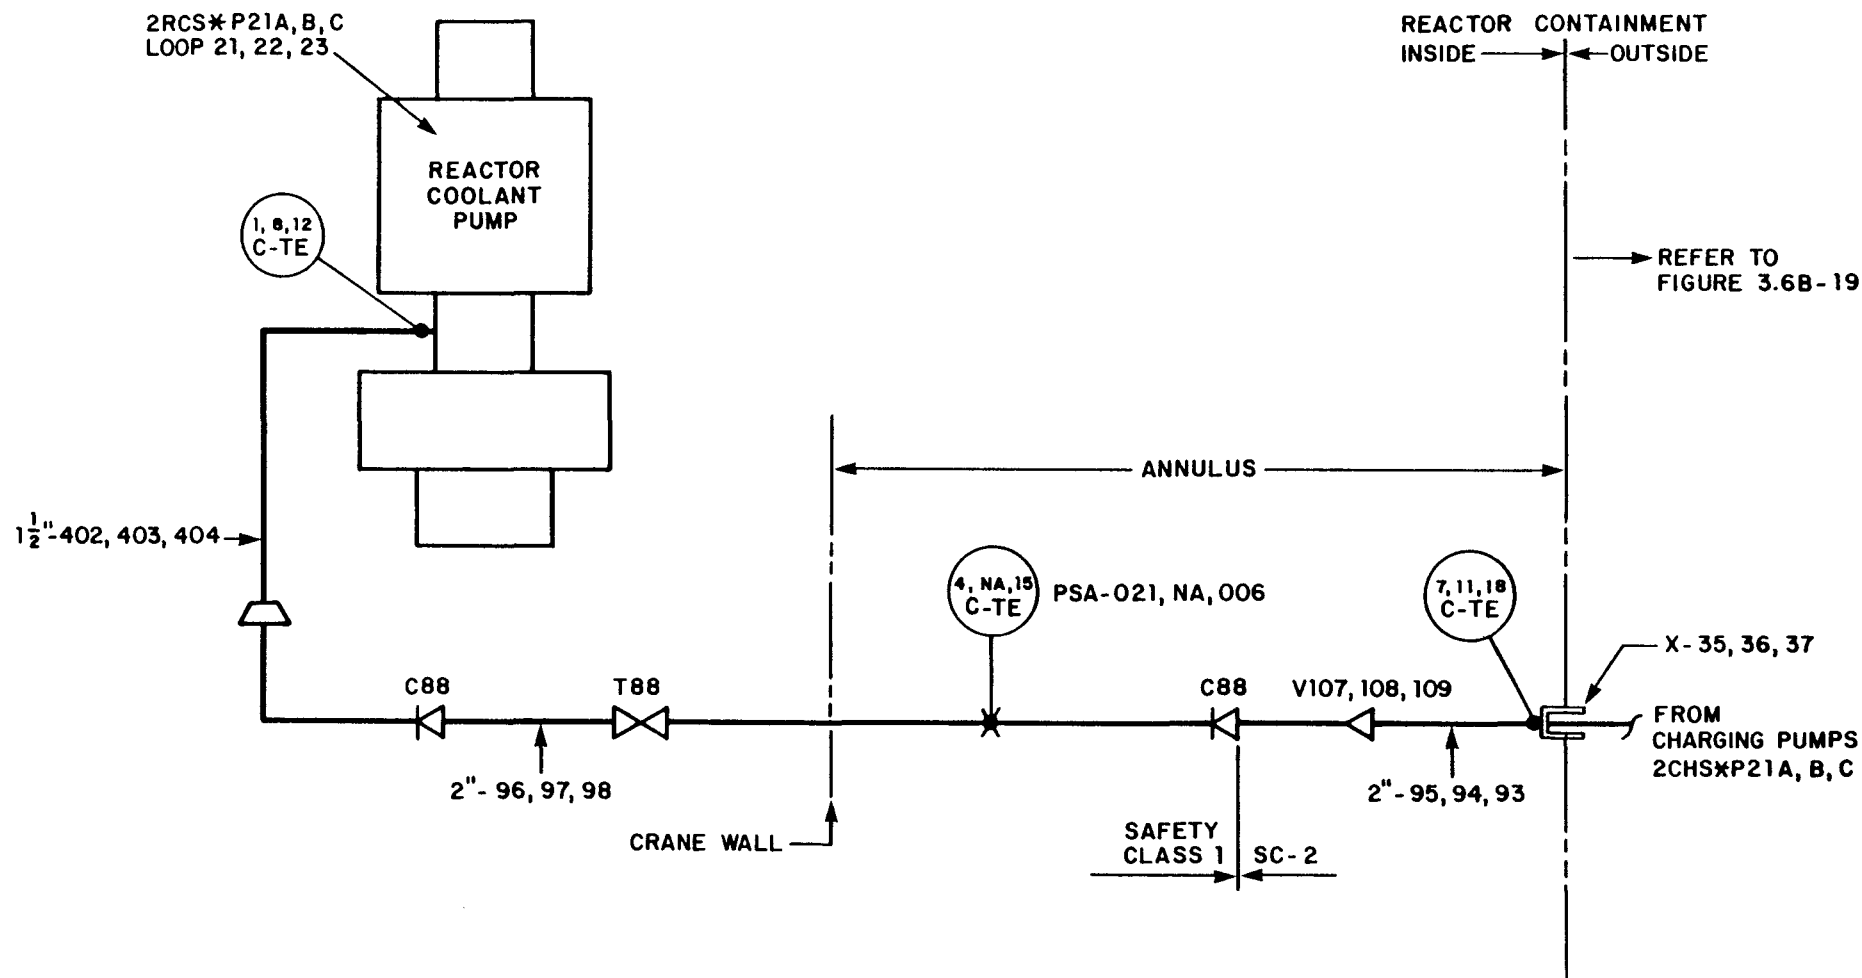 2RCS*P21A, B, C
LOOP 21, 22, 23
REACTOR CONTAINMENT
INSIDE
OUTSIDE
REACTOR
COOLANT
PUMP
1, 8, 12
C-TE
REFER TO
FIGURE 3.6B-19
ANNULUS
1 1/2"-402, 403, 404
4, NA, 15
C-TE
PSA-021, NA, 006
7, 11, 18
C-TE
X-35, 36, 37
C88
T88
C88
V107, 108, 109
FROM
CHARGING PUMPS
2CHS*P21A, B, C
2"-96, 97, 98
2"-95, 94, 93
CRANE WALL
SAFETY
CLASS 1
SC-2